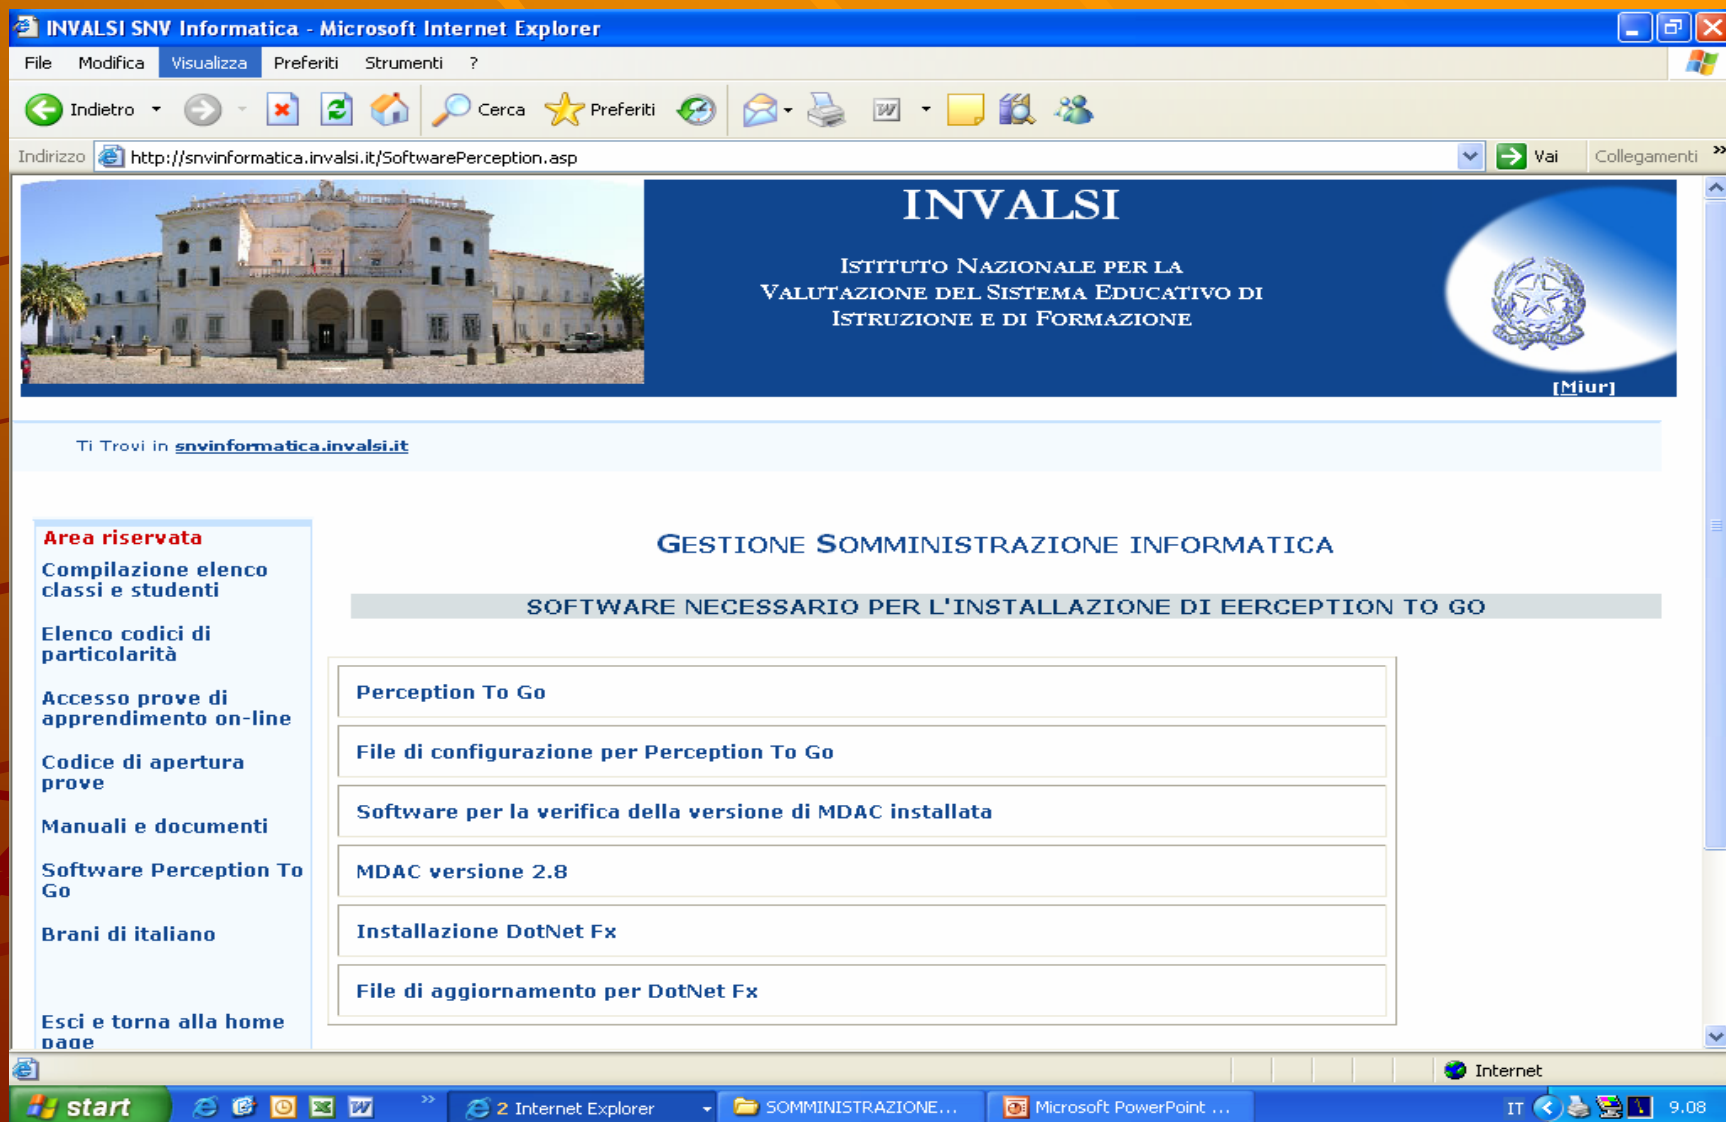 INVALSI SNV Informatica - Microsoft Internet Explorer
File Modifica Visualizza Preferiti Strumenti ?
Indietro Cerca Preferiti
Indirizzo http://snvinformatica.invalsi.it/SoftwarePerception.asp Vai Collegamenti »
INVALSI
ISTITUTO NAZIONALE PER LA
VALUTAZIONE DEL SISTEMA EDUCATIVO DI
ISTRUZIONE E DI FORMAZIONE
[Miur]
Ti Trovi in snvinformatica.invalsi.it
Area riservata
Compilazione elenco
classi e studenti
Elenco codici di
particolarità
Accesso prove di
apprendimento on-line
Codice di apertura
prove
Manuali e documenti
Software Perception To
Go
Brani di italiano
Esci e torna alla home
page
GESTIONE SOMMINISTRAZIONE INFORMATICA
SOFTWARE NECESSARIO PER L'INSTALLAZIONE DI EERCEPTION TO GO
Perception To Go
File di configurazione per Perception To Go
Software per la verifica della versione di MDAC installata
MDAC versione 2.8
Installazione DotNet Fx
File di aggiornamento per DotNet Fx
Internet
start » 2 Internet Explorer SOMMINISTRAZIONE... Microsoft PowerPoint ... IT 9.08